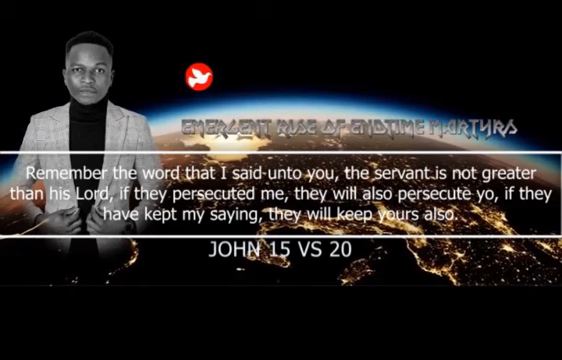 EMERGENT RISE OF ENDTIME MARTYRS
Remember the word that I said unto you, the servant is not greater
than his Lord, if they persecuted me, they will also persecute yo, if they
have kept my saying, they will keep yours also.
JOHN 15 VS 20